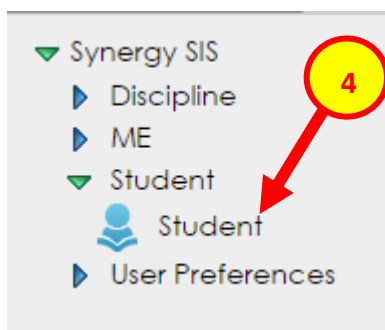 Synergy SIS
Discipline
4
ME
Student
Student
User Preferences